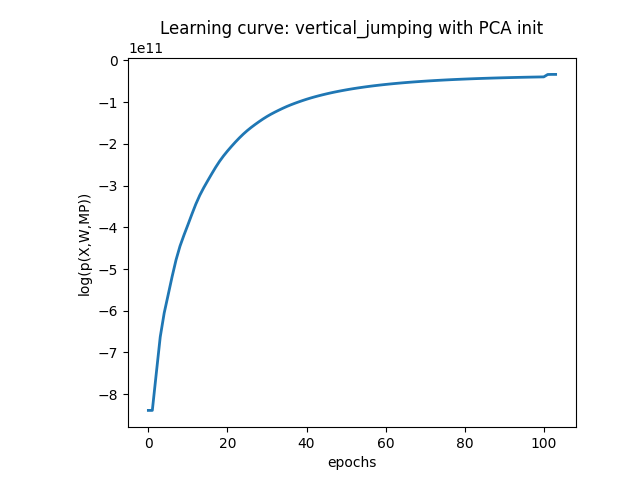 Learning curve: vertical_jumping with PCA init
1e11
0
−1
−2
−3
−4
−5
−6
−7
−8
log(p(X,W,MP))
0 20 40 60 80 100
epochs